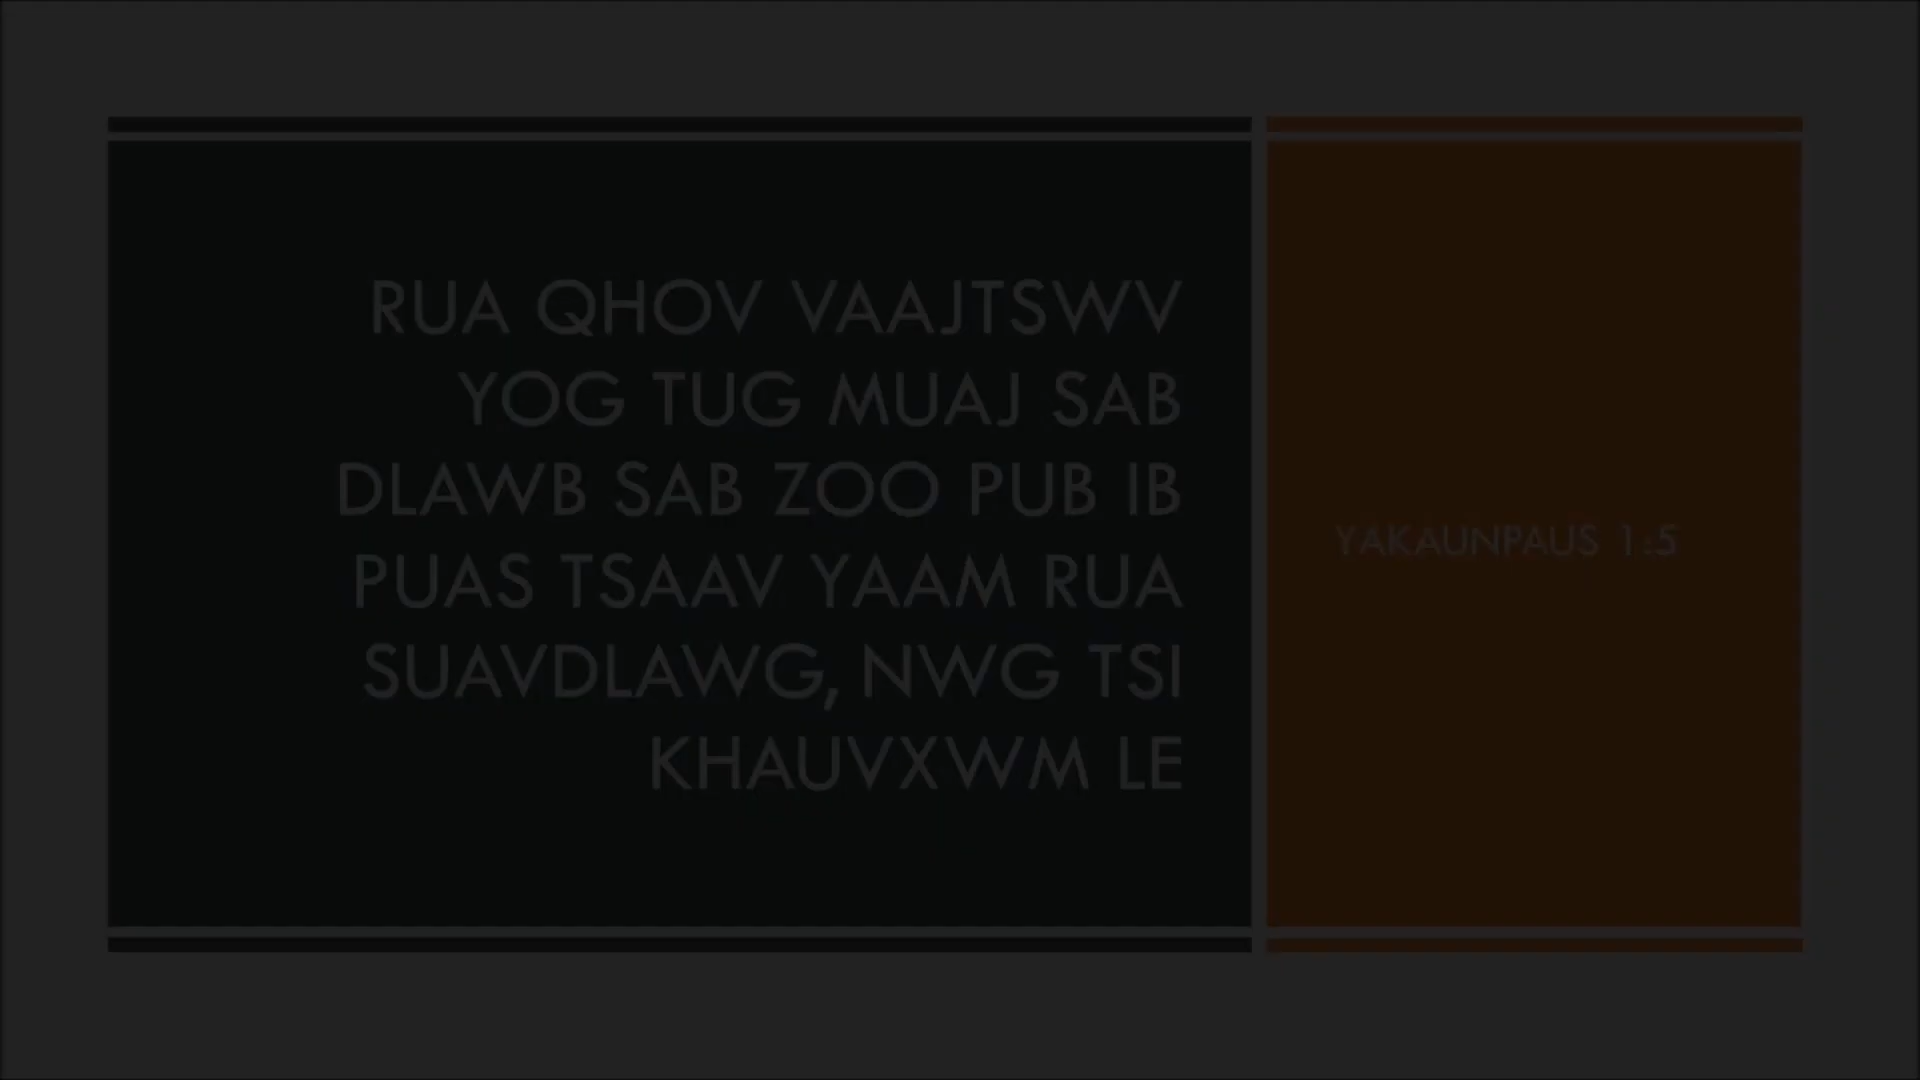 RUA QHOV VAAJTSWV
YOG TUG MUAJ SAB
DLAWB SAB ZOO PUB IB
PUAS TSAAV YAAM RUA
SUAVDLAWG, NWG TSI
KHAUVXWM LE
YAKAUNPAUS 1:5